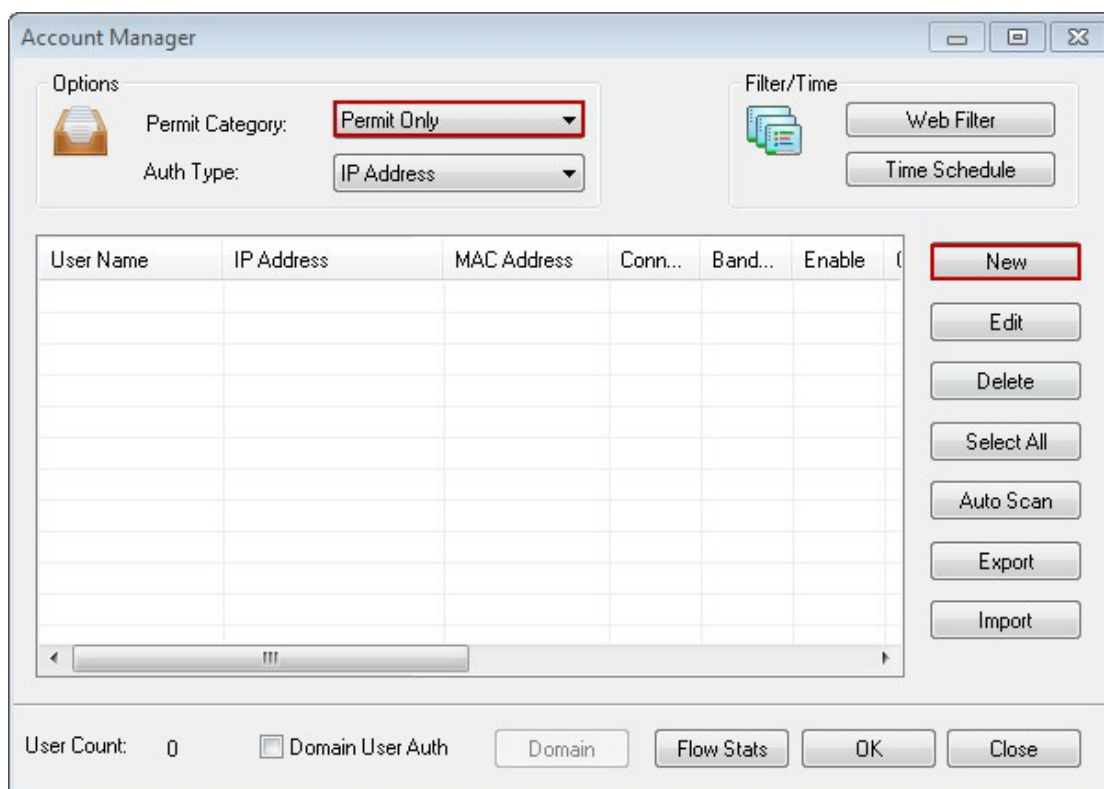 Account Manager
Options
Permit Category:
Permit Only
Auth Type:
IP Address
Filter/Time
Web Filter
Time Schedule
User Name IP Address MAC Address Conn... Band... Enable
New
Edit
Delete
Select All
Auto Scan
Export
Import
User Count: 0
Domain User Auth
Domain
Flow Stats
OK
Close